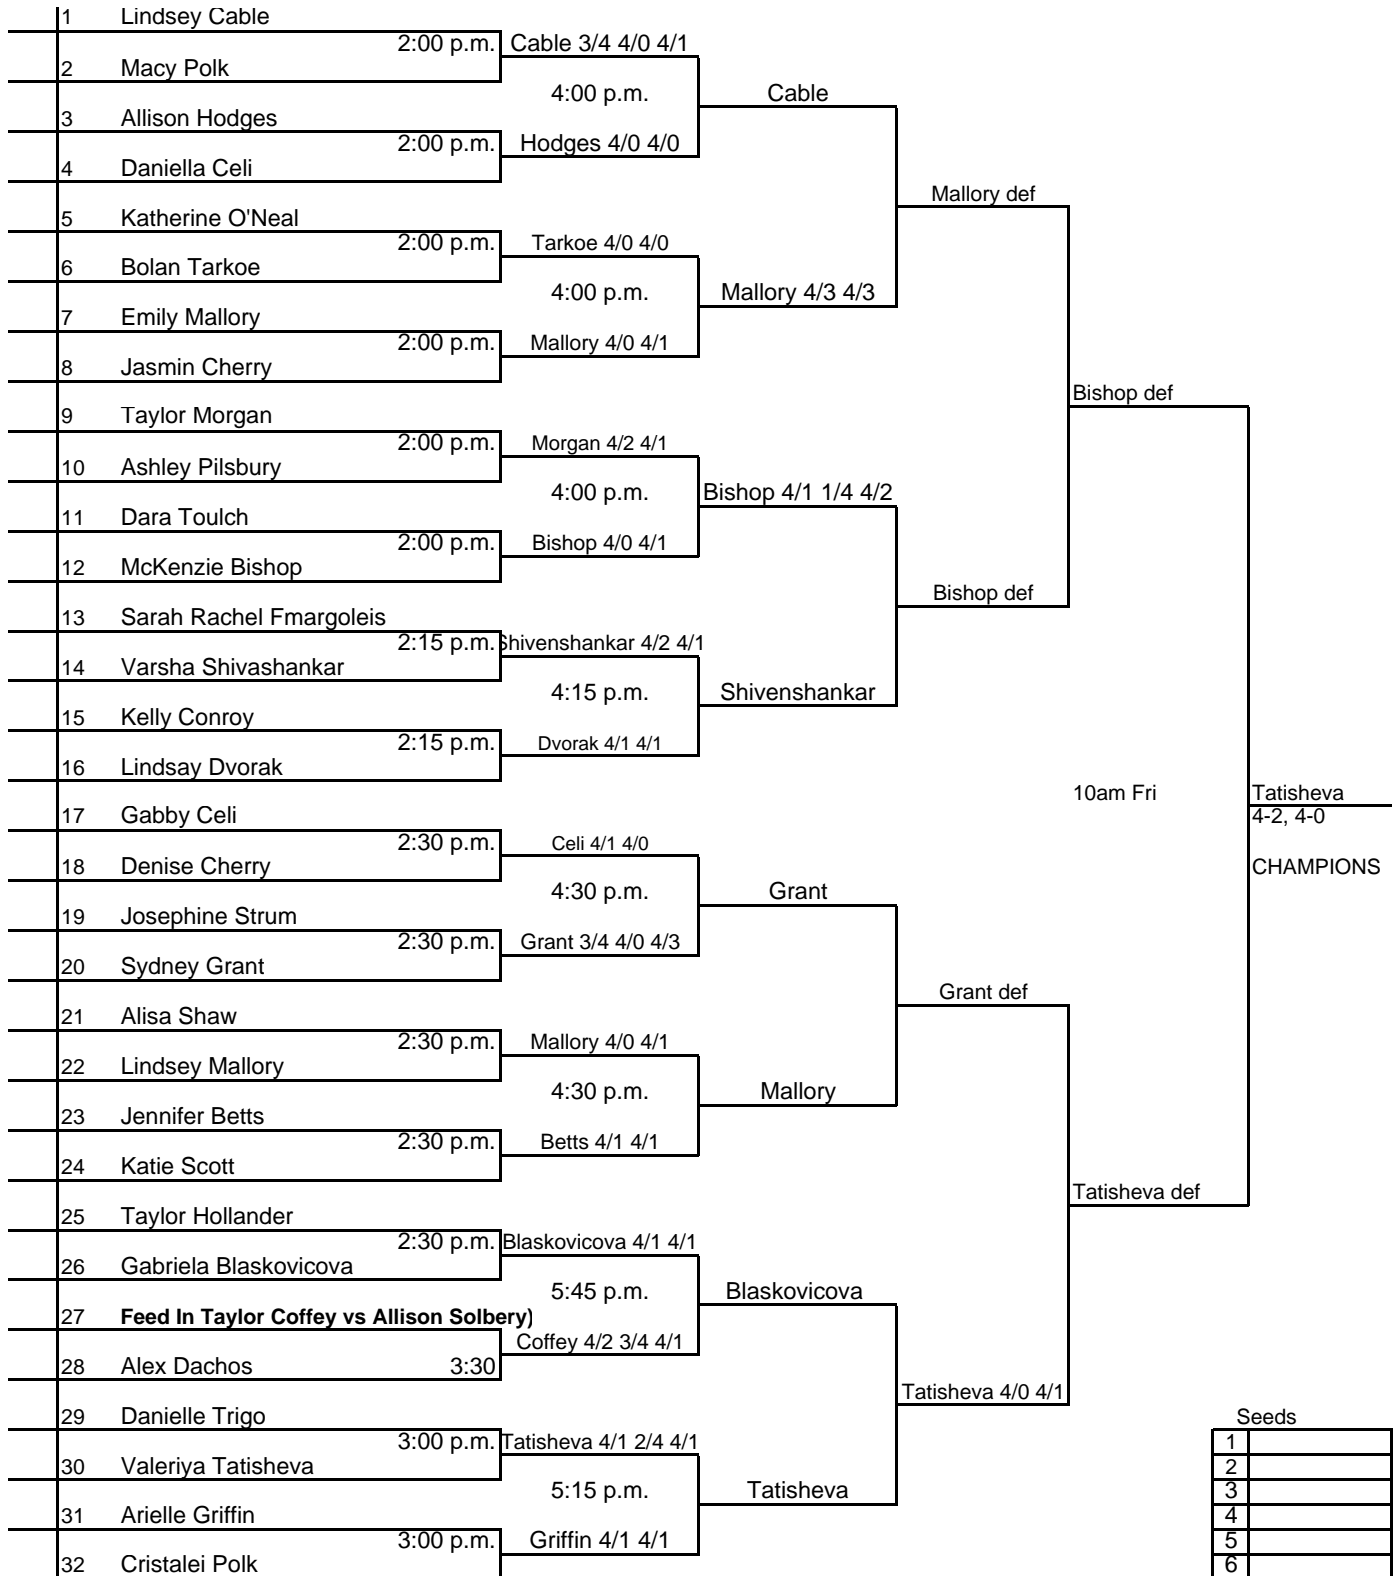 1 Lindsey Cable
2:00 p.m. Cable 3/4 4/0 4/1
2 Macy Polk
4:00 p.m. Cable
3 Allison Hodges
2:00 p.m. Hodges 4/0 4/0
4 Daniella Celi
Mallory def
5 Katherine O'Neal
2:00 p.m. Tarkoe 4/0 4/0
6 Bolan Tarkoe
4:00 p.m. Mallory 4/3 4/3
7 Emily Mallory
2:00 p.m. Mallory 4/0 4/1
8 Jasmin Cherry
Bishop def
9 Taylor Morgan
2:00 p.m. Morgan 4/2 4/1
10 Ashley Pilsbury
4:00 p.m. Bishop 4/1 1/4 4/2
11 Dara Toulch
2:00 p.m. Bishop 4/0 4/1
12 McKenzie Bishop
Bishop def
13 Sarah Rachel Fmargoleis
2:15 p.m. Shivenshankar 4/2 4/1
14 Varsha Shivashankar
4:15 p.m. Shivenshankar
15 Kelly Conroy
2:15 p.m. Dvorak 4/1 4/1
16 Lindsay Dvorak
10am Fri Tatisheva
17 Gabby Celi 4-2, 4-0
2:30 p.m. Celi 4/1 4/0
18 Denise Cherry CHAMPIONS
4:30 p.m. Grant
19 Josephine Strum
2:30 p.m. Grant 3/4 4/0 4/3
20 Sydney Grant
Grant def
21 Alisa Shaw
2:30 p.m. Mallory 4/0 4/1
22 Lindsey Mallory
4:30 p.m. Mallory
23 Jennifer Betts
2:30 p.m. Betts 4/1 4/1
24 Katie Scott
Tatisheva def
25 Taylor Hollander
2:30 p.m. Blaskovicova 4/1 4/1
26 Gabriela Blaskovicova
5:45 p.m. Blaskovicova
27 Feed In Taylor Coffey vs Allison Solbery)
Coffey 4/2 3/4 4/1
28 Alex Dachos 3:30
Tatisheva 4/0 4/1
29 Danielle Trigo Seeds
3:00 p.m. Tatisheva 4/1 2/4 4/1 1
30 Valeriya Tatisheva 2
5:15 p.m. Tatisheva 3
31 Arielle Griffin 4
3:00 p.m. Griffin 4/1 4/1 5
32 Cristalei Polk 6